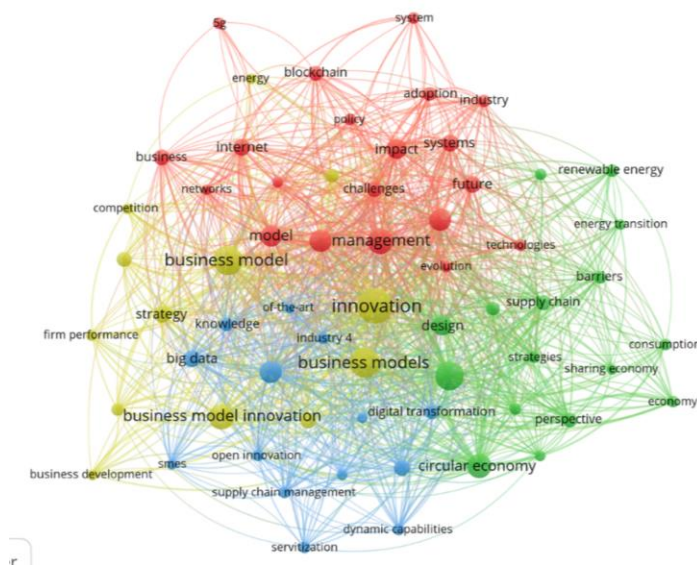 5g
system
energy
blockchain
adoption
industry
policy
business
internet
impact
systems
renewable energy
networks
challenges
future
competition
energy transition
model
management
technologies
business model
evolution
barriers
innovation
supply chain
of-the-art
strategy
knowledge
design
firm performance
industry 4
consumption
big data
business models
strategies
sharing economy
economy
business model innovation
digital transformation
perspective
smes
open innovation
circular economy
business development
supply chain management
dynamic capabilities
servitization